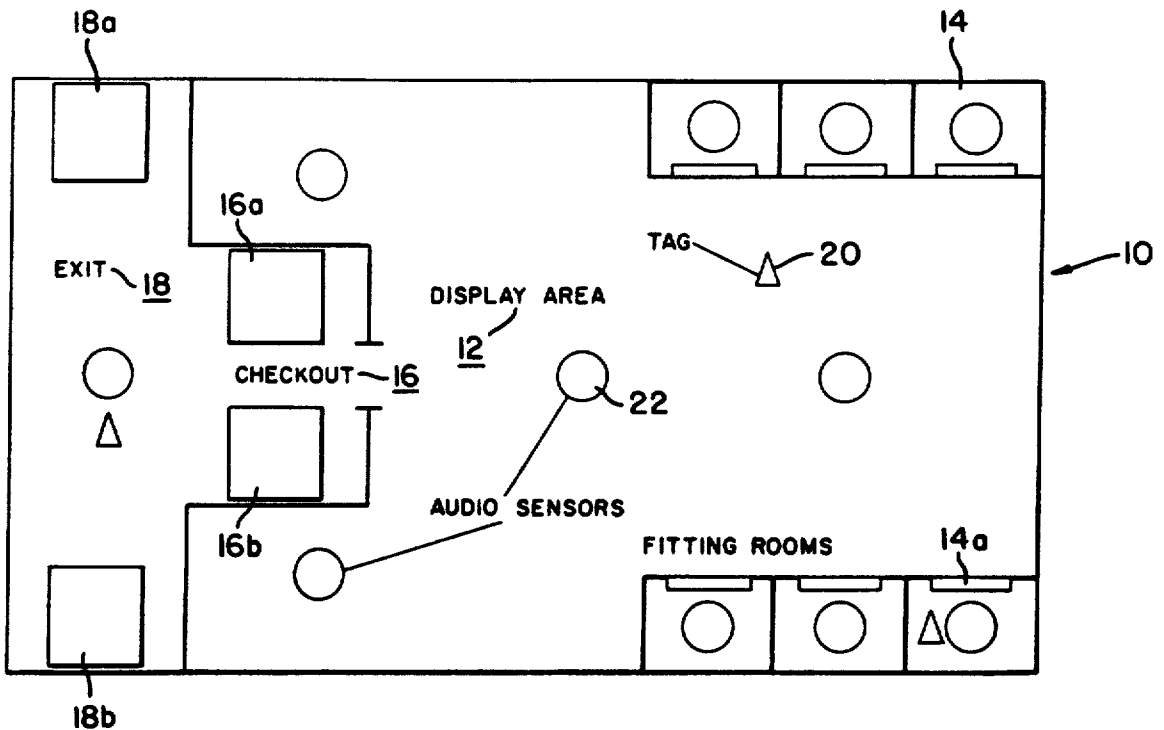 18a
14
16a
TAG
20
10
EXIT
18
DISPLAY AREA
12
CHECKOUT
16
22
AUDIO SENSORS
16b
FITTING ROOMS
14a
18b